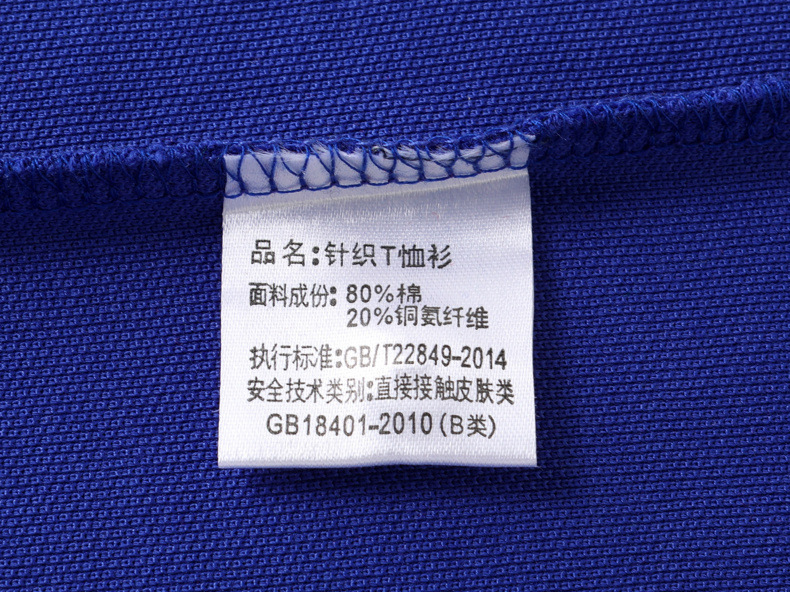 品名:针织T恤衫
面料成份:80%棉
20%铜氨纤维
执行标准:GB/T22849-2014
安全技术类别:直接接触皮肤类
GB18401-2010(B类)